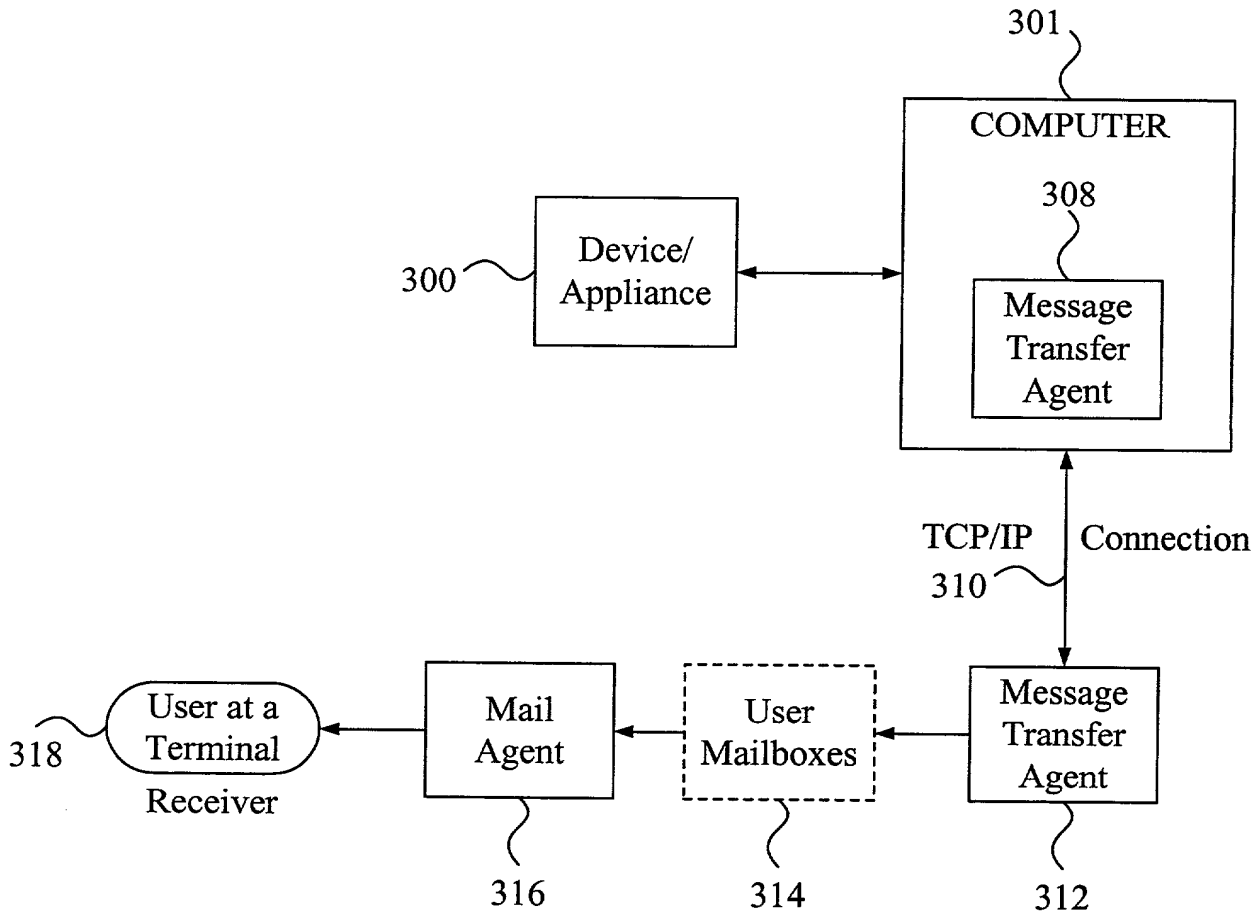 301
COMPUTER
308
Message
Transfer
Agent
Device/
Appliance
300
TCP/IP Connection
310
User at a
Terminal
318
Receiver
Mail
Agent
316
User
Mailboxes
314
Message
Transfer
Agent
312